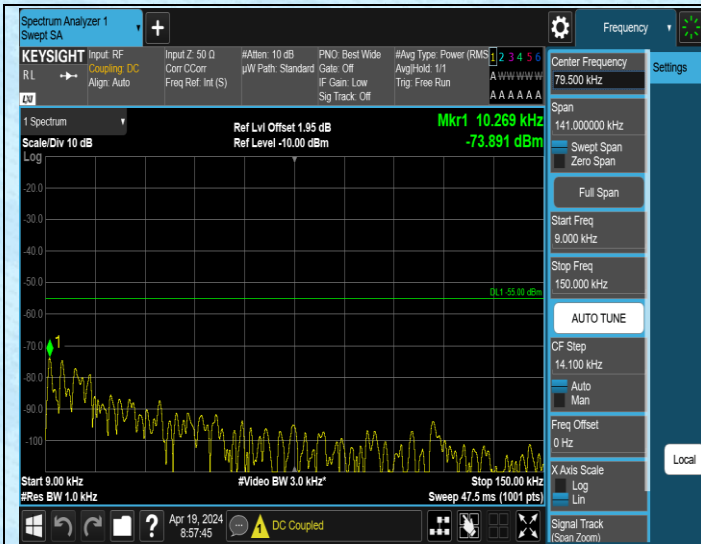 Spectrum Analyzer 1
Swept SA
+
Frequency
KEYSIGHT
RL
LXI
Input: RF
Coupling: DC
Align: Auto
Input Z: 50 Ω
Corr CCorr
Freq Ref: Int (S)
#Atten: 10 dB
µW Path: Standard
PNO: Best Wide
Gate: Off
IF Gain: Low
Sig Track: Off
#Avg Type: Power (RMS
Avg|Hold: 1/1
Trig: Free Run
1 2 3 4 5 6
A W W W W W
A A A A A A
1 Spectrum
Scale/Div 10 dB
Ref Lvl Offset 1.95 dB
Ref Level -10.00 dBm
Mkr1 10.269 kHz
-73.891 dBm
Log
-20.0
-30.0
-40.0
-50.0
DL1 -55.00 dBm
-60.0
-70.0
1
-80.0
-90.0
-100
Start 9.00 kHz
#Video BW 3.0 kHz*
Stop 150.00 kHz
#Res BW 1.0 kHz
Sweep 47.5 ms (1001 pts)
?
Apr 19, 2024
8:57:45
DC Coupled
Center Frequency
79.500 kHz
Settings
Span
141.000000 kHz
Swept Span
Zero Span
Full Span
Start Freq
9.000 kHz
Stop Freq
150.000 kHz
AUTO TUNE
CF Step
14.100 kHz
Auto
Man
Freq Offset
0 Hz
Local
X Axis Scale
Log
Lin
Signal Track
(Span Zoom)